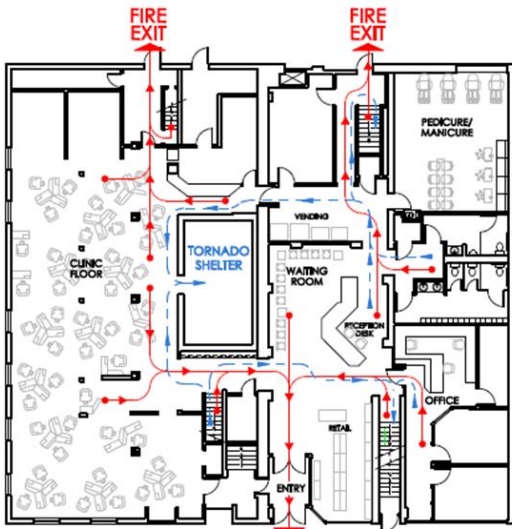 FIRE
EXIT
FIRE
EXIT
PEDICURE/
MANICURE
VENDING
TORNADO
SHELTER
CLINIC
FLOOR
WAITING
ROOM
RECEPTION
DESK
OFFICE
RETAIL
ENTRY